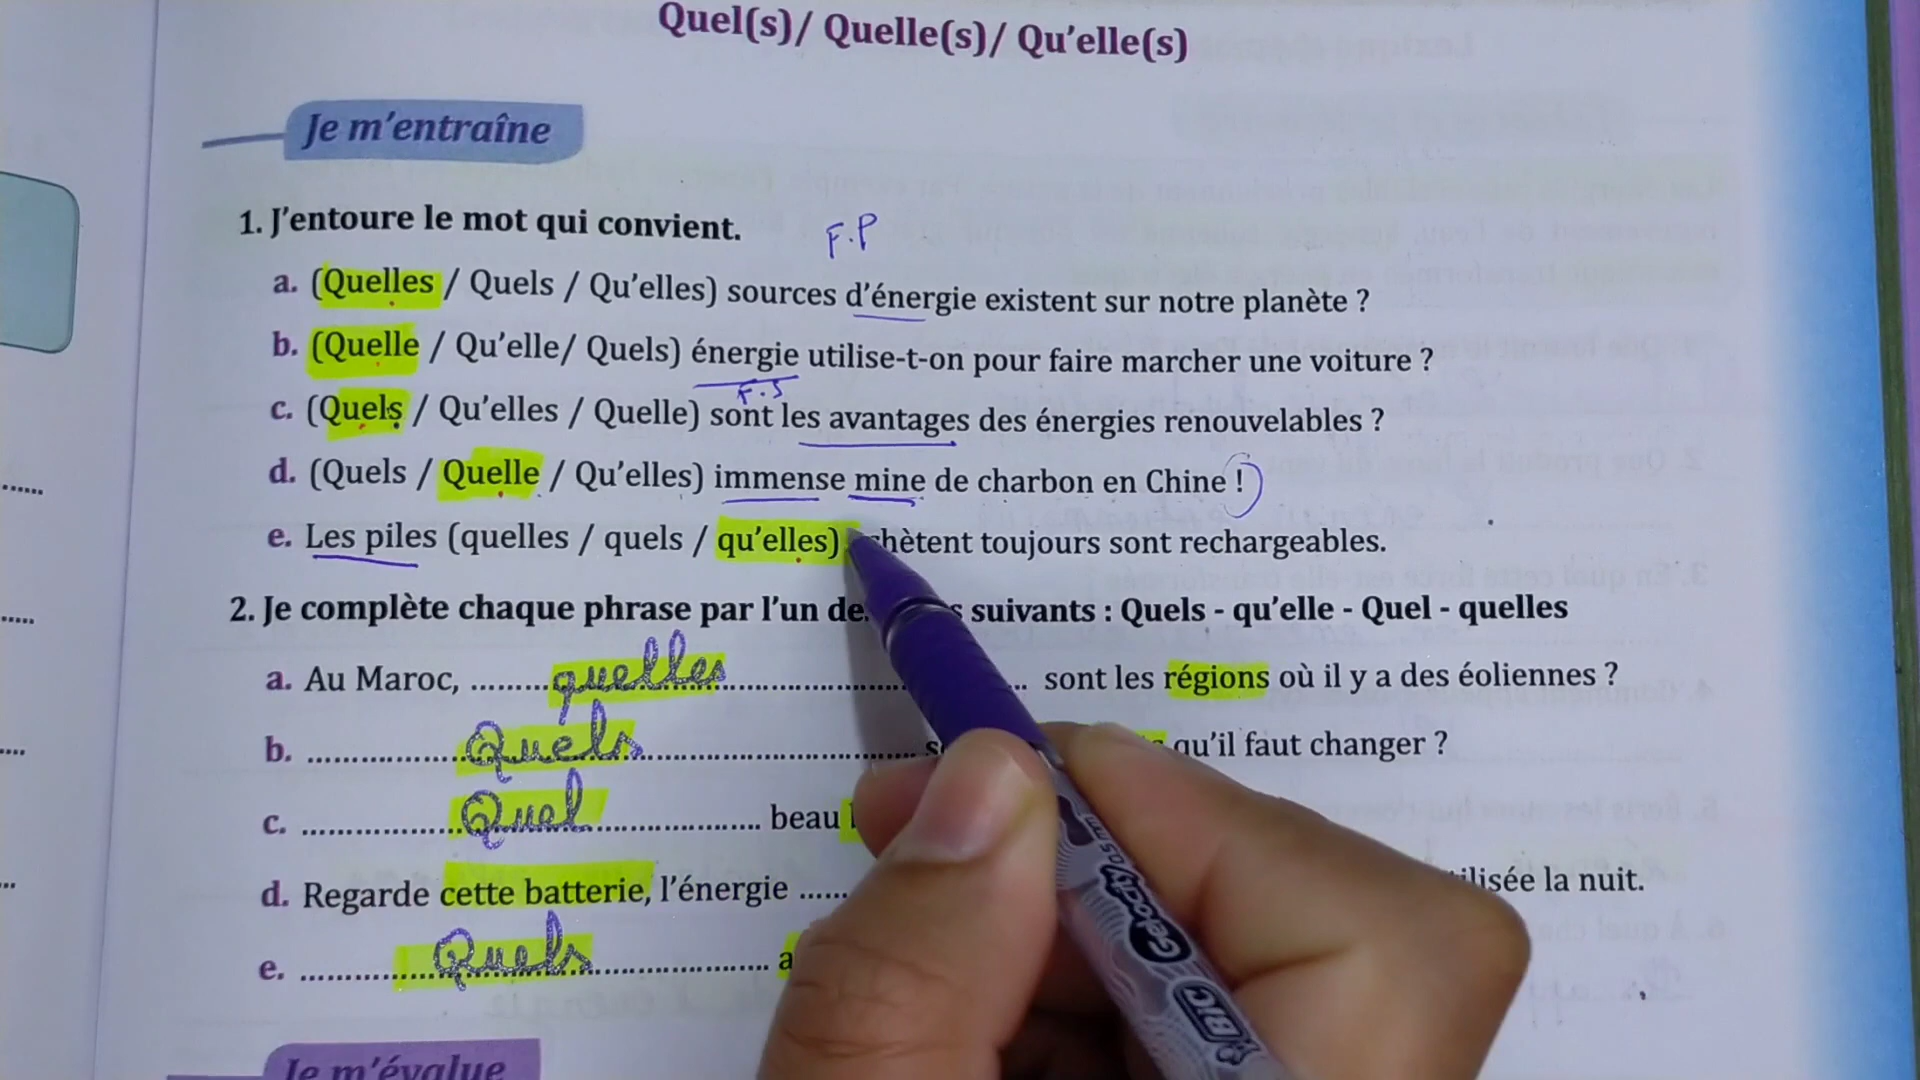 Quel(s)/ Quelle(s)/ Qu'elle(s)
Je m'entraîne
1. J'entoure le mot qui convient.
F.P
a. (Quelles / Quels / Qu'elles) sources d'énergie existent sur notre planète ?
b. (Quelle / Qu'elle/ Quels) énergie utilise-t-on pour faire marcher une voiture ?
F.S
c. (Quels / Qu'elles / Quelle) sont les avantages des énergies renouvelables ?
d. (Quels / Quelle / Qu'elles) immense mine de charbon en Chine !
e. Les piles (quelles / quels / qu'elles) hètent toujours sont rechargeables.
2. Je complète chaque phrase par l'un de s suivants : Quels - qu'elle - Quel - quelles
a. Au Maroc, ......... quelles .............................. sont les régions où il y a des éoliennes ?
b. .................. Quels .............................. qu'il faut changer ?
c. .................. Quel .................. beau
d. Regarde cette batterie, l'énergie ...... ilisée la nuit.
e. .................. Quels .................. a
Je m'évalue
Gelocity 0.5 mm
BIC